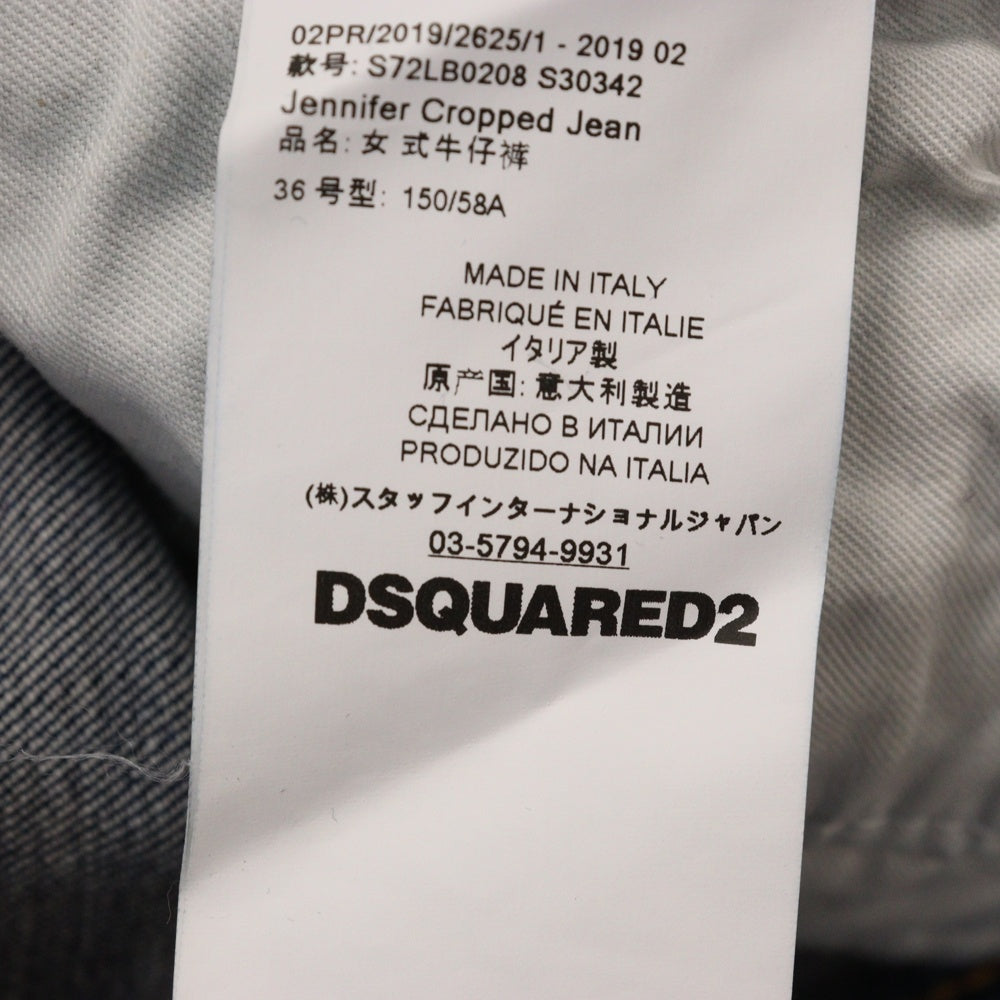 02PR/2019/2625/1 - 2019 02
款号: S72LB0208 S30342
Jennifer Cropped Jean
品名: 女 式牛仔裤
36 号型: 150/58A
MADE IN ITALY
FABRIQUÉ EN ITALIE
イタリア製
原产国: 意大利製造
СДЕЛАНО В ИТАЛИИ
PRODUZIDO NA ITALIA
(株)スタッフインターナショナルジャパン
03-5794-9931
DSQUARED2